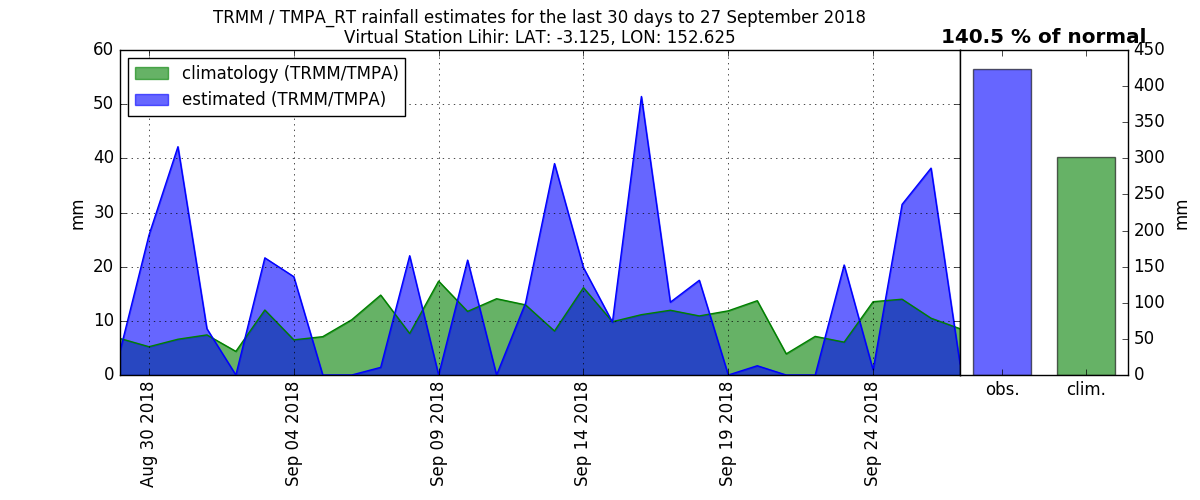 TRMM / TMPA_RT rainfall estimates for the last 30 days to 27 September 2018
Virtual Station Lihir: LAT: -3.125, LON: 152.625
140.5 % of normal
climatology (TRMM/TMPA)
estimated (TRMM/TMPA)
60
50
40
30
20
10
0
mm
Aug 30 2018
Sep 04 2018
Sep 09 2018
Sep 14 2018
Sep 19 2018
Sep 24 2018
450
400
350
300
250
200
150
100
50
0
mm
obs.
clim.